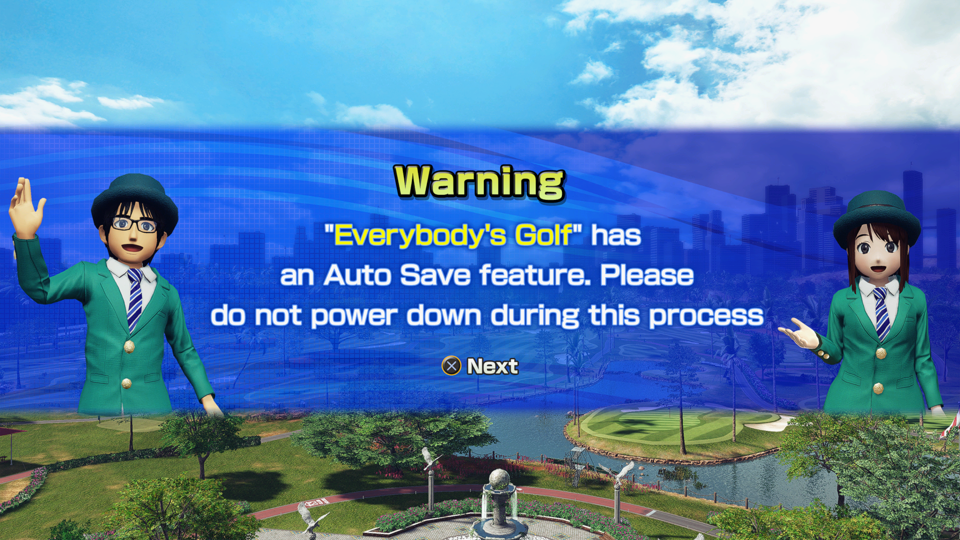 Warning
"Everybody's Golf" has
an Auto Save feature. Please
do not power down during this process
Next